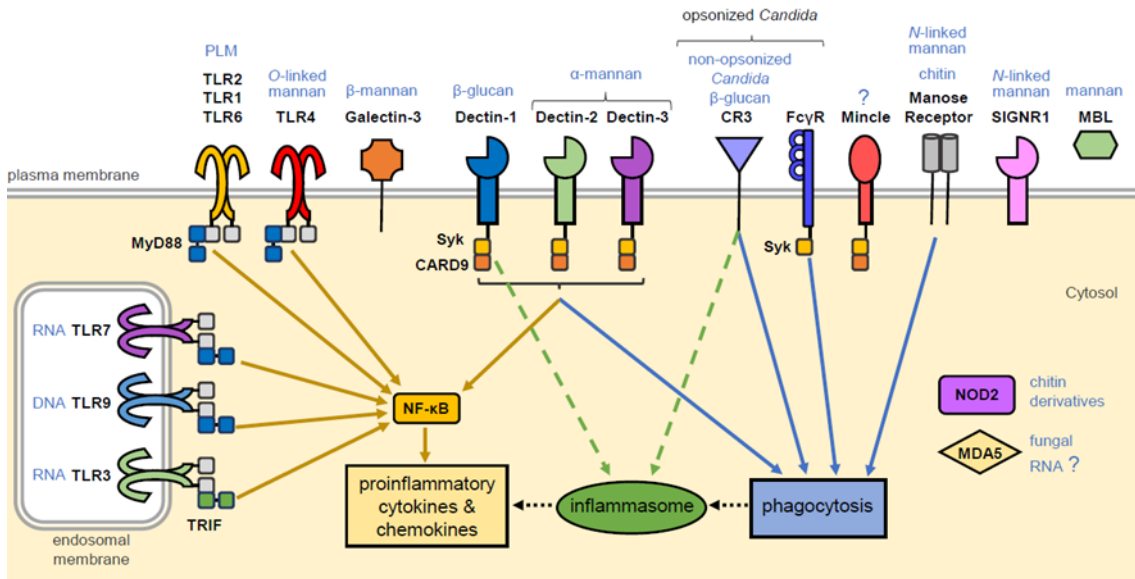 opsonized Candida
PLM
TLR2
TLR1
TLR6
O-linked
mannan
TLR4
β-mannan
Galectin-3
β-glucan
Dectin-1
α-mannan
Dectin-2
Dectin-3
non-opsonized
Candida
β-glucan
CR3
FcγR
?
Mincle
N-linked
mannan
chitin
Manose
Receptor
N-linked
mannan
SIGNR1
mannan
MBL
plasma membrane
MyD88
Syk
CARD9
Syk
Cytosol
RNA TLR7
DNA TLR9
RNA TLR3
TRIF
endosomal
membrane
NF-κB
proinflammatory
cytokines &
chemokines
inflammasome
phagocytosis
NOD2
chitin
derivatives
MDA5
fungal
RNA ?